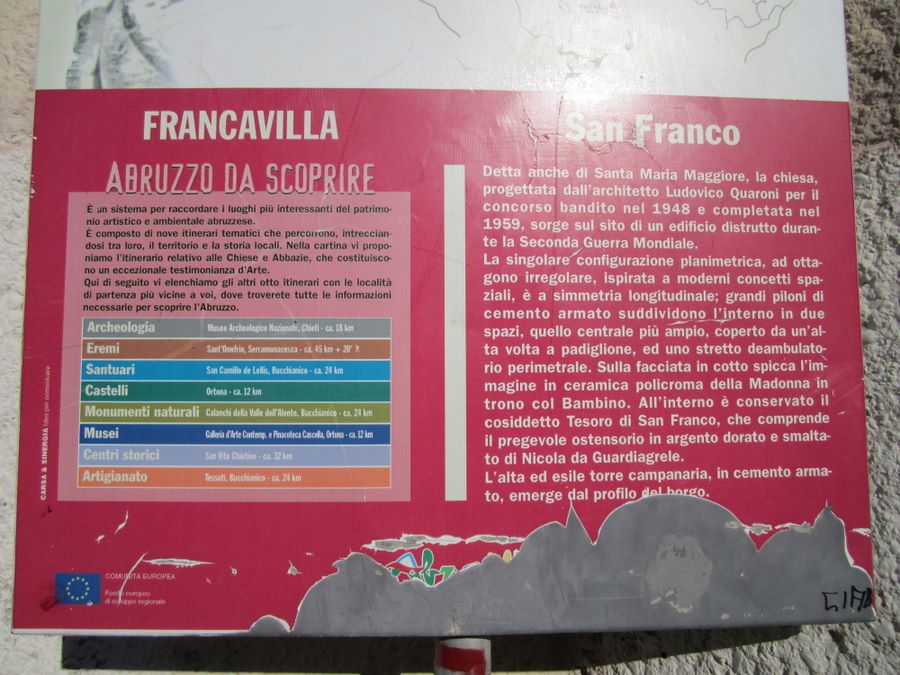 FRANCAVILLA
ABRUZZO DA SCOPRIRE
È un sistema per raccordare i luoghi più interessanti del patrimo-
nio artistico e ambientale abruzzese.
È composto di nove itinerari tematici che percorrono, intreccian-
dosi tra loro, il territorio e la storia locali. Nella cartina vi propo-
niamo l'itinerario relativo alle Chiese e Abbazie, che costituisco-
no un eccezionale testimonianza d'Arte.
Qui di seguito vi elenchiamo gli altri otto itinerari con le località
di partenza più vicine a voi, dove troverete tutte le informazioni
necessarie per scoprire l'Abruzzo.
Archeologia Museo Archeologico Nazionale, Chieti - ca. 18 km
Eremi Sant'Onofrio, Serramonacesca - ca. 45 km + 20'
Santuari San Camillo de Lellis, Bucchianico - ca. 24 km
Castelli Ortona - ca. 12 km
Monumenti naturali Calanchi della Valle dell'Alento, Bucchianico - ca. 24 km
Musei Galleria d'Arte Contemp. e Pinacoteca Cascella, Ortona - ca. 12 km
Centri storici San Vito Chietino - ca. 32 km
Artigianato Tessuti, Bucchianico - ca. 24 km
CARSA & SINERGIA Idee per comunicare
COMUNITA EUROPEA
Fondo europeo
di sviluppo regionale
San Franco
Detta anche di Santa Maria Maggiore, la chiesa,
progettata dall'architetto Ludovico Quaroni per il
concorso bandito nel 1948 e completata nel
1959, sorge sul sito di un edificio distrutto duran-
te la Seconda Guerra Mondiale.
La singolare configurazione planimetrica, ad otta-
gono irregolare, ispirata a moderni concetti spa-
ziali, è a simmetria longitudinale; grandi piloni di
cemento armato suddividono l'interno in due
spazi, quello centrale più ampio, coperto da un'al-
ta volta a padiglione, ed uno stretto deambulato-
rio perimetrale. Sulla facciata in cotto spicca l'im-
magine in ceramica policroma della Madonna in
trono col Bambino. All'interno è conservato il
cosiddetto Tesoro di San Franco, che comprende
il pregevole ostensorio in argento dorato e smalta-
to di Nicola da Guardiagrele.
L'alta ed esile torre campanaria, in cemento arma-
to, emerge dal profilo del borgo.